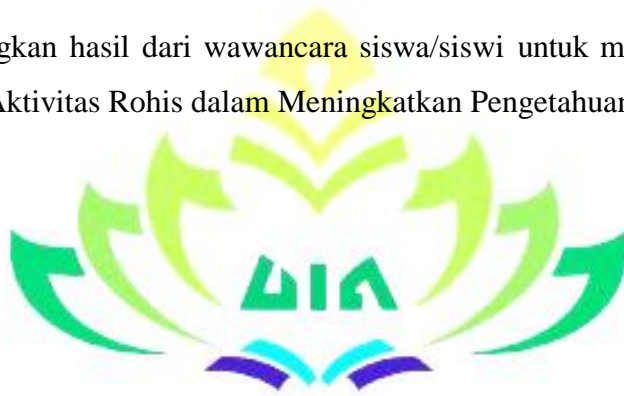 gkan hasil dari wawancara siswa/siswi untuk m
Aktivitas Rohis dalam Meningkatkan Pengetahuan
UIN